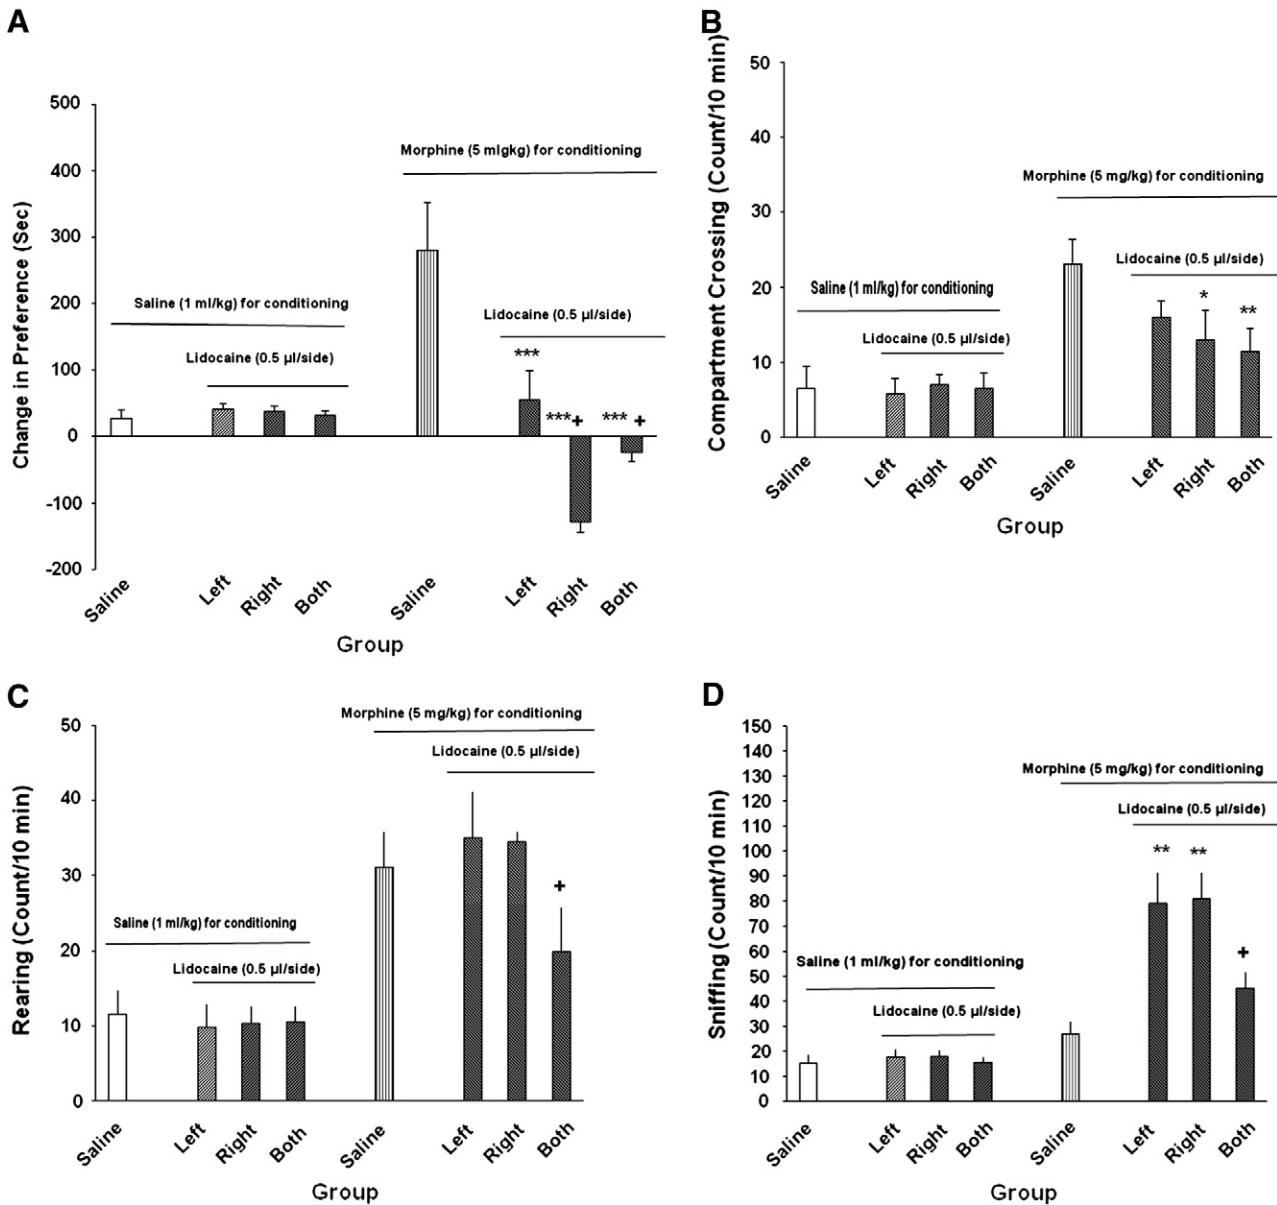 A
Change in Preference (Sec)
500
400
300
200
100
0
-100
-200
Morphine (5 mlgkg) for conditioning
Saline (1 ml/kg) for conditioning
Lidocaine (0.5 µl/side)
Lidocaine (0.5 µl/side)
***
***+
*** +
Saline
Left
Right
Both
Saline
Left
Right
Both
Group
B
Compartment Crossing (Count/10 min)
50
40
30
20
10
0
Morphine (5 mg/kg) for conditioning
Lidocaine (0.5 µl/side)
Saline (1 ml/kg) for conditioning
Lidocaine (0.5 µl/side)
*
**
Saline
Left
Right
Both
Saline
Left
Right
Both
Group
C
Rearing (Count/10 min)
50
40
30
20
10
0
Morphine (5 mg/kg) for conditioning
Lidocaine (0.5 µl/side)
+
Saline (1 ml/kg) for conditioning
Lidocaine (0.5 µl/side)
Saline
Left
Right
Both
Saline
Left
Right
Both
Group
D
Sniffing (Count/10 min)
150
140
130
120
110
100
90
80
70
60
50
40
30
20
10
0
Morphine (5 mg/kg) for conditioning
Lidocaine (0.5 µl/side)
**
**
+
Saline (1 ml/kg) for conditioning
Lidocaine (0.5 µl/side)
Saline
Left
Right
Both
Saline
Left
Right
Both
Group